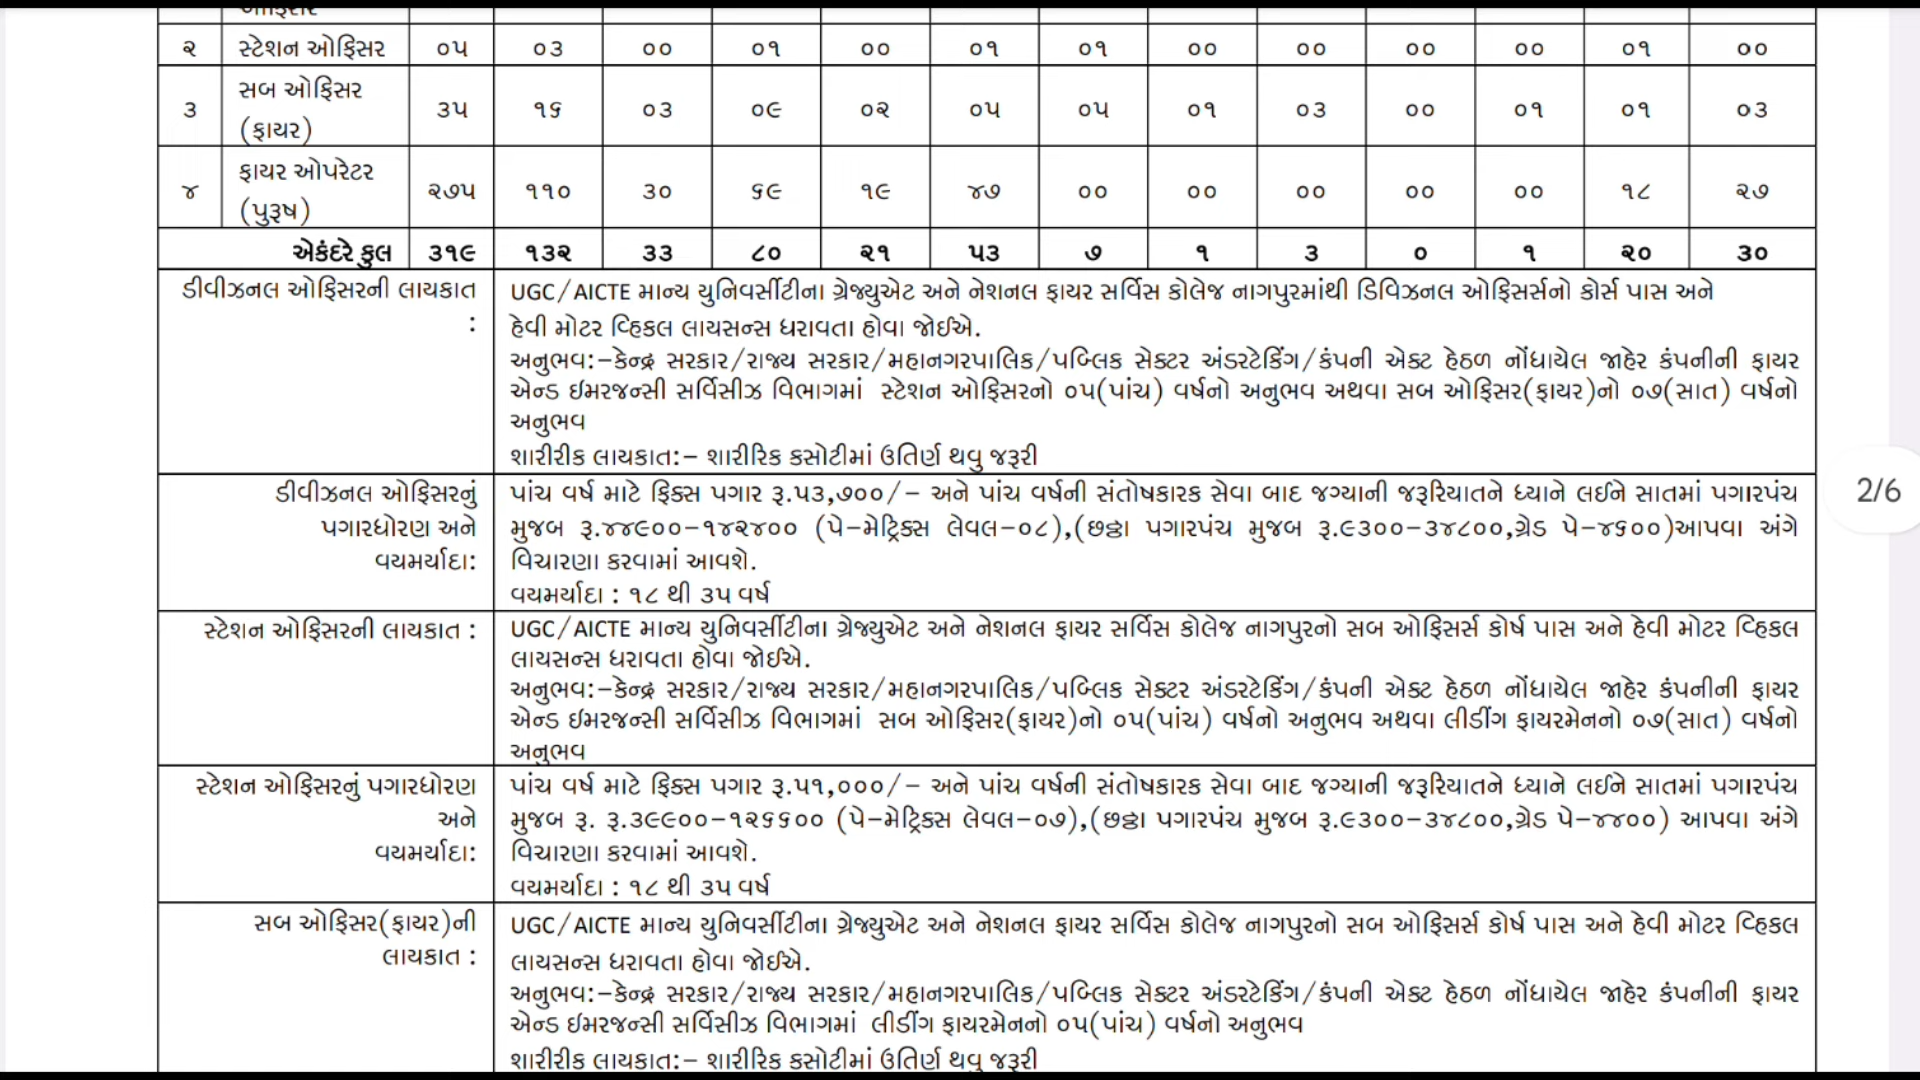 ૨ સ્ટેશન ઓફિસર ૦૫ ૦૩ ૦૦ ૦૧ ૦૦ ૦૧ ૦૧ ૦૦ ૦૦ ૦૦ ૦૦ ૦૧ ૦૦
૩ સબ ઓફિસર (ફાયર) ૩૫ ૧૬ ૦૩ ૦૯ ૦૨ ૦૫ ૦૫ ૦૧ ૦૩ ૦૦ ૦૧ ૦૧ ૦૩
૪ ફાયર ઓપરેટર (પુરૂષ) ૨૭૫ ૧૧૦ ૩૦ ૬૯ ૧૯ ૪૭ ૦૦ ૦૦ ૦૦ ૦૦ ૦૦ ૧૮ ૨૭
એકંદરે કુલ ૩૧૯ ૧૩૨ ૩૩ ૮૦ ૨૧ ૫૩ ૭ ૧ ૩ ૦ ૧ ૨૦ ૩૦
ડીવીઝનલ ઓફિસરની લાયકાત
:
UGC/AICTE માન્ય યુનિવર્સીટીના ગ્રેજ્યુએટ અને નેશનલ ફાયર સર્વિસ કોલેજ નાગપુરમાંથી ડિવિઝનલ ઓફિસર્સનો કોર્સ પાસ અને
હેવી મોટર વ્હિકલ લાયસન્સ ધરાવતા હોવા જોઈએ.
અનુભવ:-કેન્દ્ર સરકાર/રાજ્ય સરકાર/મહાનગરપાલિક/પબ્લિક સેક્ટર અંડરટેકિંગ/કંપની એક્ટ હેઠળ નોંધાયેલ જાહેર કંપનીની ફાયર
એન્ડ ઈમરજન્સી સર્વિસીઝ વિભાગમાં સ્ટેશન ઓફિસરનો ૦૫(પાંચ) વર્ષનો અનુભવ અથવા સબ ઓફિસર(ફાયર)નો ૦૭(સાત) વર્ષનો
અનુભવ
શારીરીક લાયકાત:- શારીરિક કસોટીમાં ઉતિર્ણ થવુ જરૂરી
ડીવીઝનલ ઓફિસરનું
પગારધોરણ અને
વયમર્યાદા:
પાંચ વર્ષ માટે ફિક્સ પગાર રૂ.૫૩,૭૦૦/- અને પાંચ વર્ષની સંતોષકારક સેવા બાદ જગ્યાની જરૂરિયાતને ધ્યાને લઈને સાતમાં પગારપંચ
મુજબ રૂ.૪૪૯૦૦-૧૪૨૪૦૦ (પે-મેટ્રિક્સ લેવલ-૦૮),(છઠ્ઠા પગારપંચ મુજબ રૂ.૯૩૦૦-૩૪૮૦૦,ગ્રેડ પે-૪૬૦૦)આપવા અંગે
વિચારણા કરવામાં આવશે.
વયમર્યાદા : ૧૮ થી ૩૫ વર્ષ
2/6
સ્ટેશન ઓફિસરની લાયકાત :
UGC/AICTE માન્ય યુનિવર્સીટીના ગ્રેજ્યુએટ અને નેશનલ ફાયર સર્વિસ કોલેજ નાગપુરનો સબ ઓફિસર્સ કોર્ષ પાસ અને હેવી મોટર વ્હિકલ
લાયસન્સ ધરાવતા હોવા જોઈએ.
અનુભવ:-કેન્દ્ર સરકાર/રાજ્ય સરકાર/મહાનગરપાલિક/પબ્લિક સેક્ટર અંડરટેકિંગ/કંપની એક્ટ હેઠળ નોંધાયેલ જાહેર કંપનીની ફાયર
એન્ડ ઈમરજન્સી સર્વિસીઝ વિભાગમાં સબ ઓફિસર(ફાયર)નો ૦૫(પાંચ) વર્ષનો અનુભવ અથવા લીડીંગ ફાયરમેનનો ૦૭(સાત) વર્ષનો
અનુભવ
સ્ટેશન ઓફિસરનું પગારધોરણ
અને
વયમર્યાદા:
પાંચ વર્ષ માટે ફિક્સ પગાર રૂ.૫૧,૦૦૦/- અને પાંચ વર્ષની સંતોષકારક સેવા બાદ જગ્યાની જરૂરિયાતને ધ્યાને લઈને સાતમાં પગારપંચ
મુજબ રૂ. રૂ.૩૯૯૦૦-૧૨૬૬૦૦ (પે-મેટ્રિક્સ લેવલ-૦૭),(છઠ્ઠા પગારપંચ મુજબ રૂ.૯૩૦૦-૩૪૮૦૦,ગ્રેડ પે-૪૪૦૦) આપવા અંગે
વિચારણા કરવામાં આવશે.
વયમર્યાદા : ૧૮ થી ૩૫ વર્ષ
સબ ઓફિસર(ફાયર)ની
લાયકાત :
UGC/AICTE માન્ય યુનિવર્સીટીના ગ્રેજ્યુએટ અને નેશનલ ફાયર સર્વિસ કોલેજ નાગપુરનો સબ ઓફિસર્સ કોર્ષ પાસ અને હેવી મોટર વ્હિકલ
લાયસન્સ ધરાવતા હોવા જોઈએ.
અનુભવ:-કેન્દ્ર સરકાર/રાજ્ય સરકાર/મહાનગરપાલિક/પબ્લિક સેક્ટર અંડરટેકિંગ/કંપની એક્ટ હેઠળ નોંધાયેલ જાહેર કંપનીની ફાયર
એન્ડ ઈમરજન્સી સર્વિસીઝ વિભાગમાં લીડીંગ ફાયરમેનનો ૦૫(પાંચ) વર્ષનો અનુભવ
શારીરીક લાયકાત:- શારીરિક કસોટીમાં ઉતિર્ણ થવુ જરૂરી